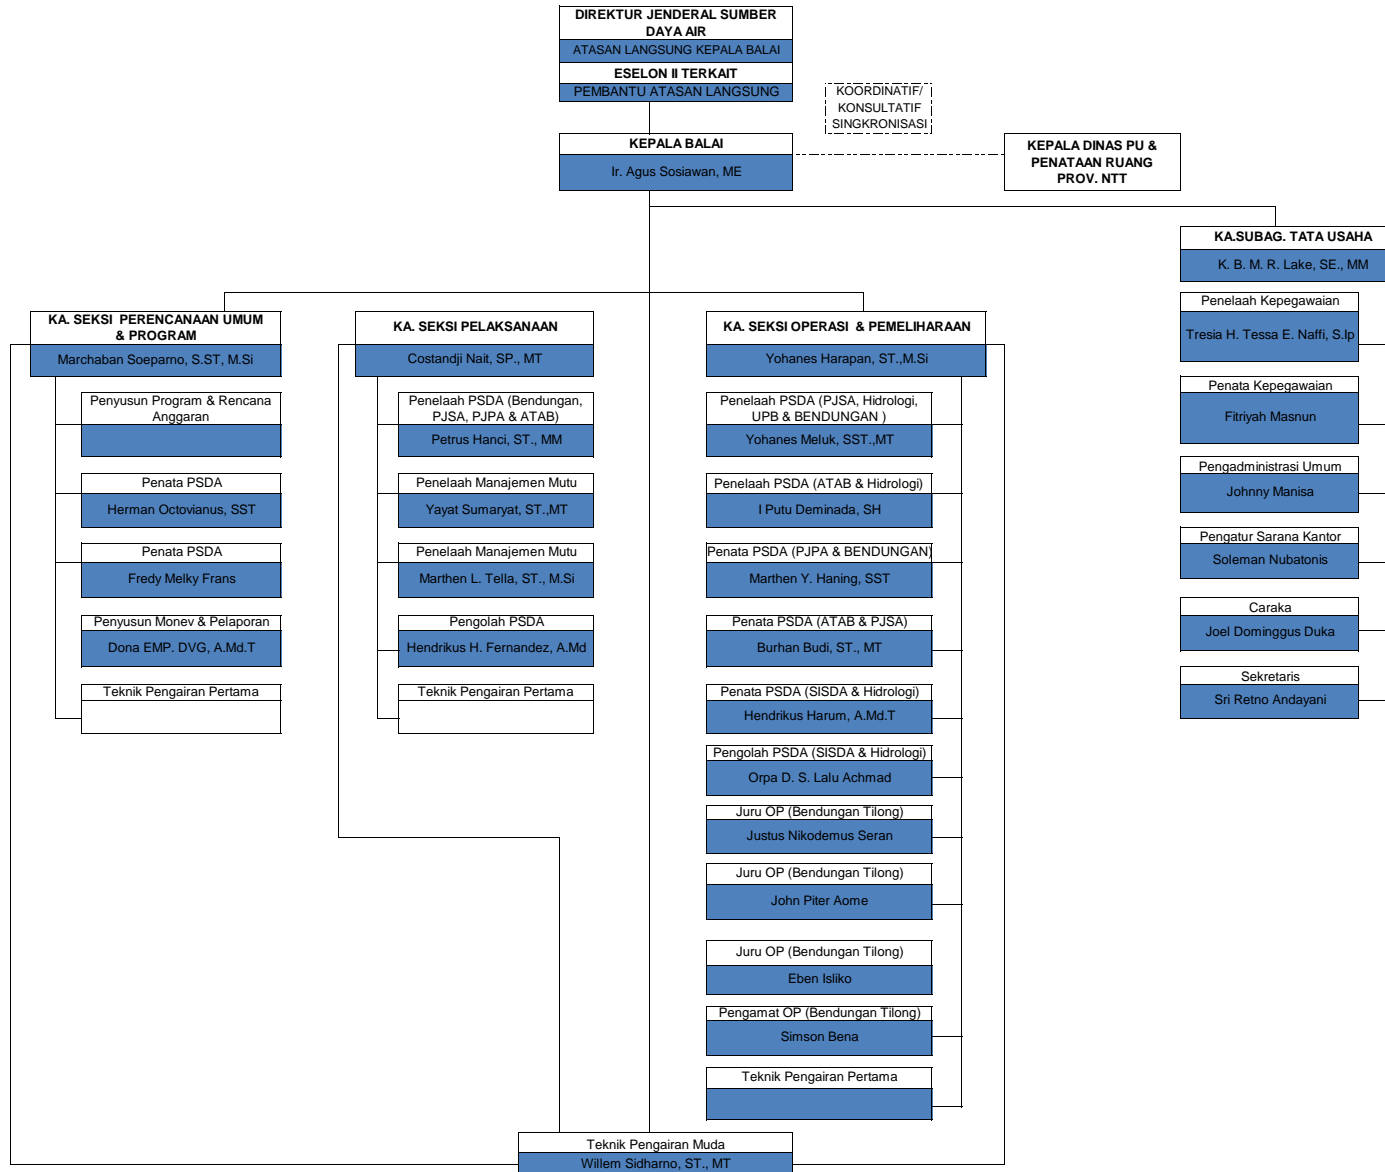 DIREKTUR JENDERAL SUMBER
DAYA AIR
ATASAN LANGSUNG KEPALA BALAI
ESELON II TERKAIT
PEMBANTU ATASAN LANGSUNG
KOORDINATIF/
KONSULTATIF
SINGKRONISASI
KEPALA BALAI
Ir. Agus Sosiawan, ME
KEPALA DINAS PU &
PENATAAN RUANG
PROV. NTT
KA.SUBAG. TATA USAHA
K. B. M. R. Lake, SE., MM
Penelaah Kepegawaian
Tresia H. Tessa E. Naffi, S.Ip
Penata Kepegawaian
Fitriyah Masnun
Pengadministrasi Umum
Johnny Manisa
Pengatur Sarana Kantor
Soleman Nubatonis
Caraka
Joel Dominggus Duka
Sekretaris
Sri Retno Andayani
KA. SEKSI PERENCANAAN UMUM
& PROGRAM
Marchaban Soeparno, S.ST, M.Si
Penyusun Program & Rencana
Anggaran
Penata PSDA
Herman Octovianus, SST
Penata PSDA
Fredy Melky Frans
Penyusun Monev & Pelaporan
Dona EMP. DVG, A.Md.T
Teknik Pengairan Pertama
KA. SEKSI PELAKSANAAN
Costandji Nait, SP., MT
Penelaah PSDA (Bendungan,
PJSA, PJPA & ATAB)
Petrus Hanci, ST., MM
Penelaah Manajemen Mutu
Yayat Sumaryat, ST.,MT
Penelaah Manajemen Mutu
Marthen L. Tella, ST., M.Si
Pengolah PSDA
Hendrikus H. Fernandez, A.Md
Teknik Pengairan Pertama
KA. SEKSI OPERASI & PEMELIHARAAN
Yohanes Harapan, ST.,M.Si
Penelaah PSDA (PJSA, Hidrologi,
UPB & BENDUNGAN )
Yohanes Meluk, SST.,MT
Penelaah PSDA (ATAB & Hidrologi)
I Putu Deminada, SH
Penata PSDA (PJPA & BENDUNGAN)
Marthen Y. Haning, SST
Penata PSDA (ATAB & PJSA)
Burhan Budi, ST., MT
Penata PSDA (SISDA & Hidrologi)
Hendrikus Harum, A.Md.T
Pengolah PSDA (SISDA & Hidrologi)
Orpa D. S. Lalu Achmad
Juru OP (Bendungan Tilong)
Justus Nikodemus Seran
Juru OP (Bendungan Tilong)
John Piter Aome
Juru OP (Bendungan Tilong)
Eben Isliko
Pengamat OP (Bendungan Tilong)
Simson Bena
Teknik Pengairan Pertama
Teknik Pengairan Muda
Willem Sidharno, ST., MT